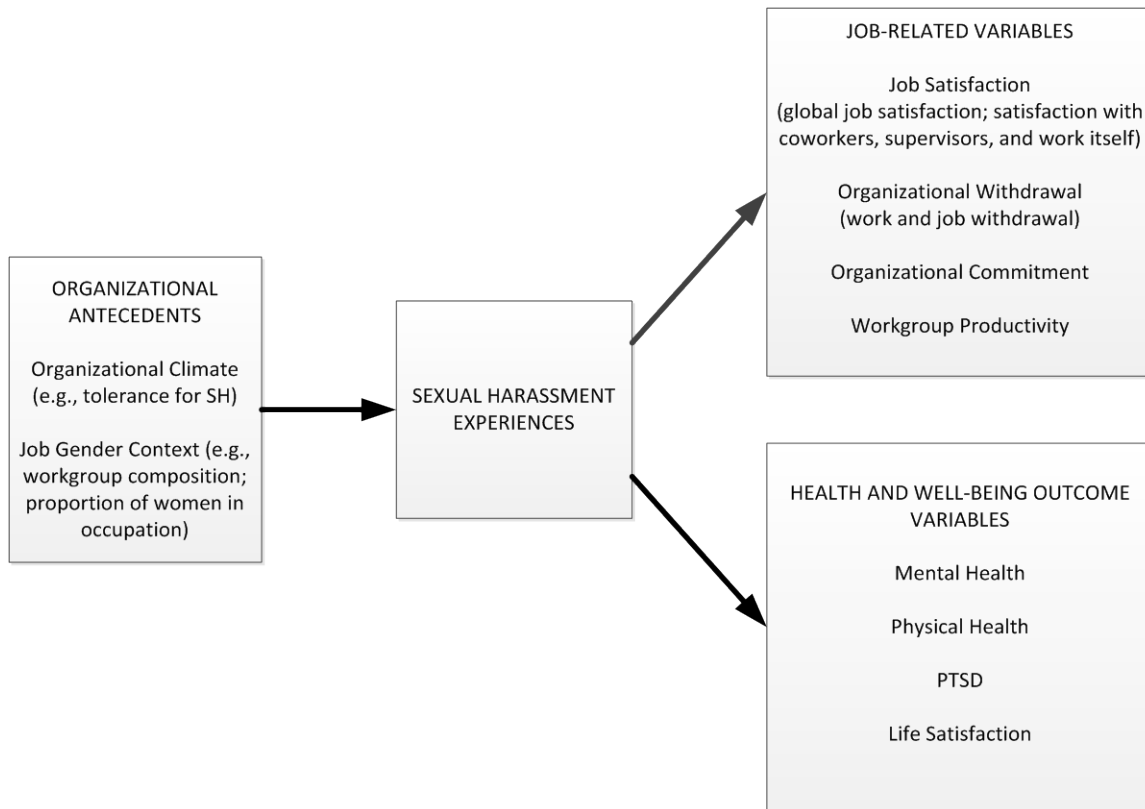 ORGANIZATIONAL
ANTECEDENTS
Organizational Climate
(e.g., tolerance for SH)
Job Gender Context (e.g.,
workgroup composition;
proportion of women in
occupation)
SEXUAL HARASSMENT
EXPERIENCES
JOB-RELATED VARIABLES
Job Satisfaction
(global job satisfaction; satisfaction with
coworkers, supervisors, and work itself)
Organizational Withdrawal
(work and job withdrawal)
Organizational Commitment
Workgroup Productivity
HEALTH AND WELL-BEING OUTCOME
VARIABLES
Mental Health
Physical Health
PTSD
Life Satisfaction